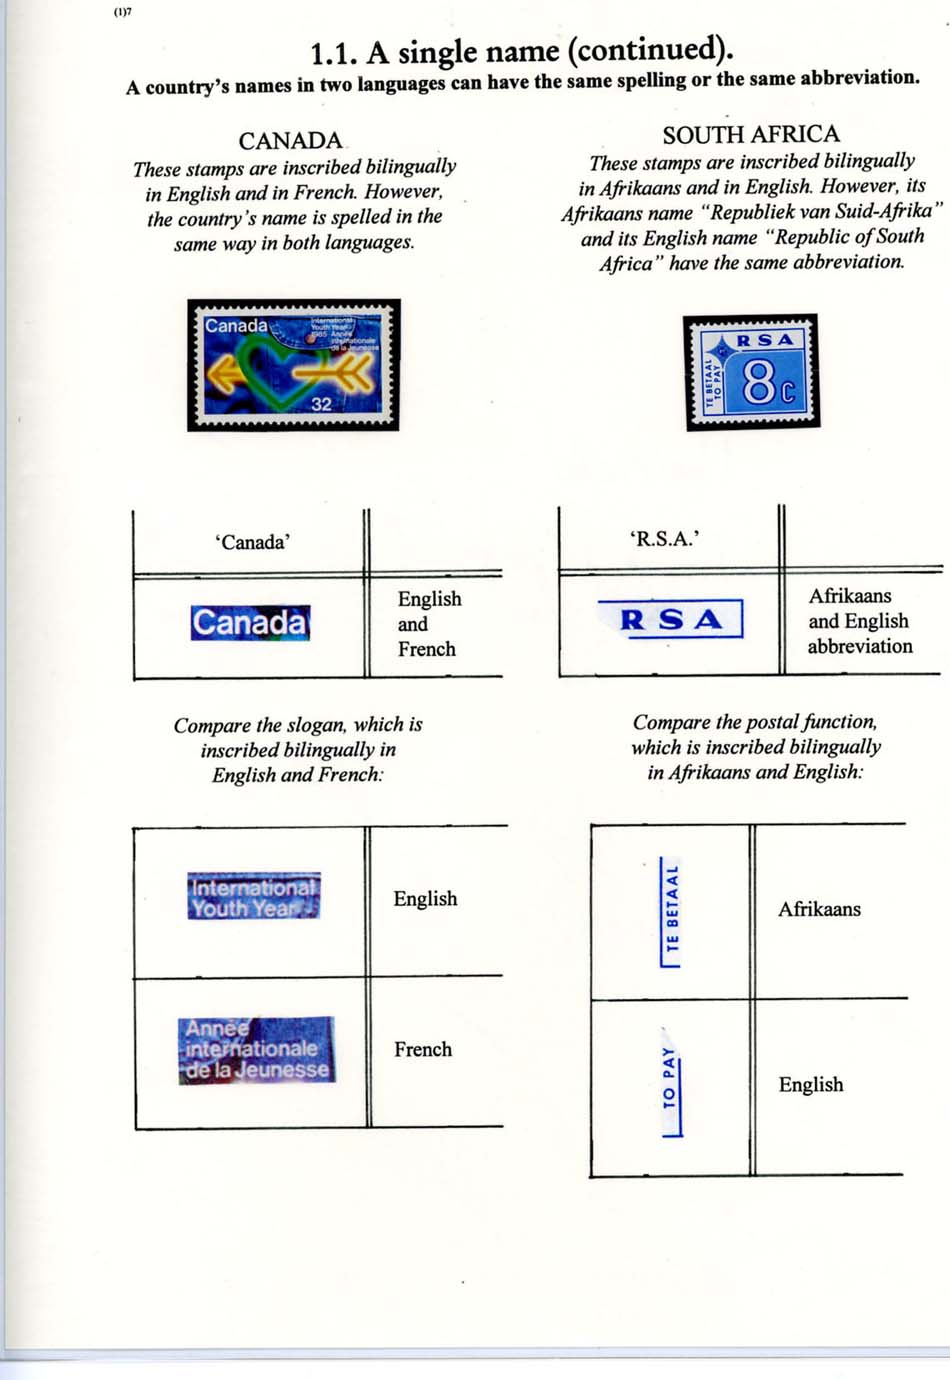 (1)7
1.1. A single name (continued).
A country's names in two languages can have the same spelling or the same abbreviation.
CANADA
These stamps are inscribed bilingually
in English and in French. However,
the country's name is spelled in the
same way in both languages.
SOUTH AFRICA
These stamps are inscribed bilingually
in Afrikaans and in English. However, its
Afrikaans name “Republiek van Suid-Afrika”
and its English name “Republic of South
Africa” have the same abbreviation.
Canada
International
Youth Year
1985 Année
internationale
de la Jeunesse
32
RSA
TE BETAAL
TO PAY
8c
‘Canada’
Canada
English
and
French
‘R.S.A.’
RSA
Afrikaans
and English
abbreviation
Compare the slogan, which is
inscribed bilingually in
English and French:
International
Youth Year
English
Année
internationale
de la Jeunesse
French
Compare the postal function,
which is inscribed bilingually
in Afrikaans and English:
TE BETAAL
Afrikaans
TO PAY
English